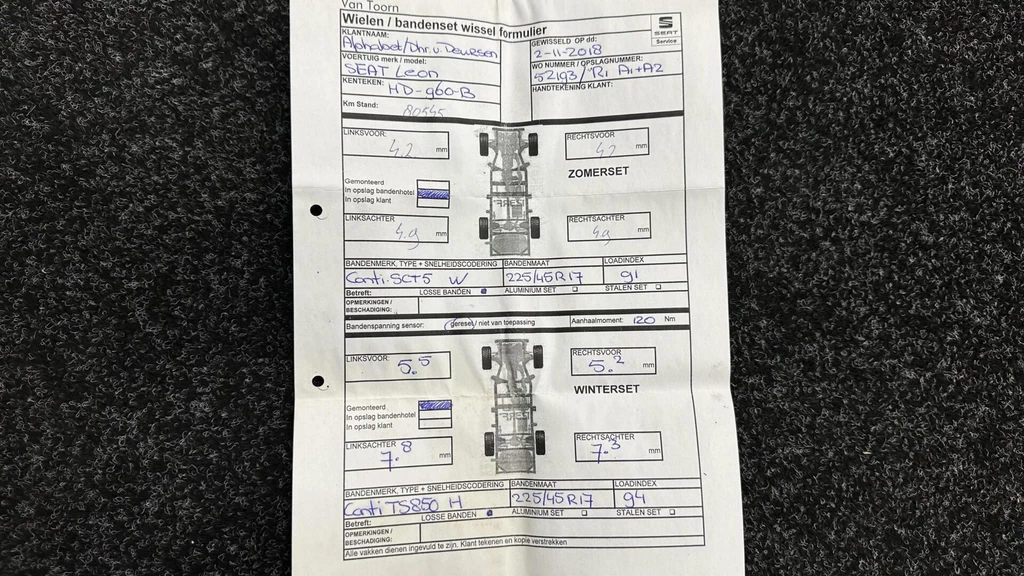 Van Toorn
Wielen / bandenset wissel formulier
SEAT
Service
KLANTNAAM:
Alphabet/Dhr. v. Deursen
GEWISSELD OP dd:
2-11-2018
VOERTUIG merk / model:
SEAT Leon
WO NUMMER / OPSLAGNUMMER:
52193/R1 A1+A2
KENTEKEN: HD-960-B
HANDTEKENING KLANT:
Km Stand: 80545
LINKSVOOR:
4.2 mm
RECHTSVOOR
4.2 mm
ZOMERSET
Gemonteerd
In opslag bandenhotel
In opslag klant
LINKSACHTER
4.9 mm
RECHTSACHTER
4.9 mm
BANDENMERK, TYPE + SNELHEIDSCODERING BANDENMAAT LOADINDEX
Conti-SCT5 W 225/45R17 91
Betreft: LOSSE BANDEN ALUMINIUM SET STALEN SET
OPMERKINGEN /
BESCHADIGING:
Bandenspanning sensor: (gereset) / niet van toepassing Aanhaalmoment: 120 Nm
LINKSVOOR:
5.5
RECHTSVOOR
5.2 mm
WINTERSET
Gemonteerd
In opslag bandenhotel
In opslag klant
LINKSACHTER
7.8 mm
RECHTSACHTER
7.3 mm
BANDENMERK, TYPE + SNELHEIDSCODERING BANDENMAAT LOADINDEX
Conti TS850 H 225/45R17 94
Betreft: LOSSE BANDEN ALUMINIUM SET STALEN SET
OPMERKINGEN /
BESCHADIGING:
Alle vakken dienen ingevuld te zijn. Klant tekenen en kopie verstrekken